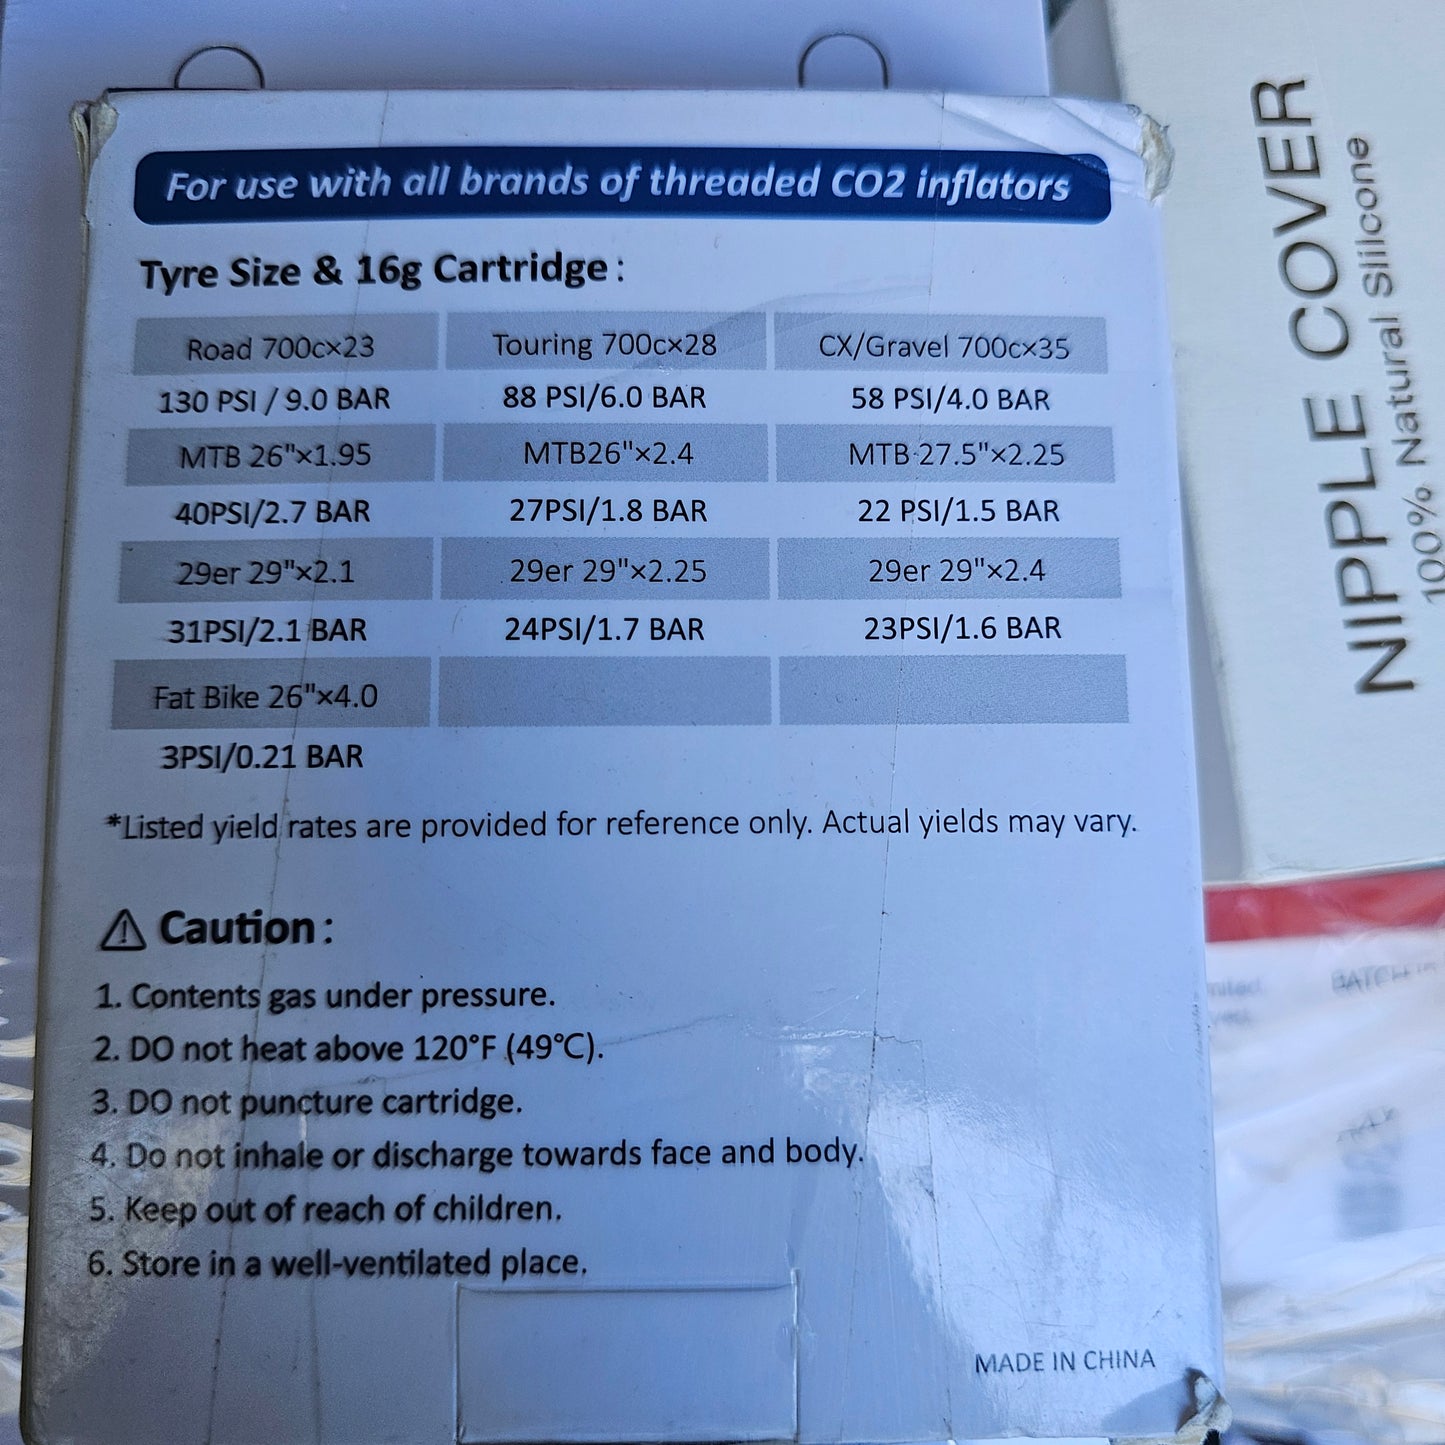 For use with all brands of threaded CO2 inflators
Tyre Size & 16g Cartridge:
Road 700c×23 Touring 700c×28 CX/Gravel 700c×35
130 PSI / 9.0 BAR 88 PSI/6.0 BAR 58 PSI/4.0 BAR
MTB 26"×1.95 MTB26"×2.4 MTB 27.5"×2.25
40PSI/2.7 BAR 27PSI/1.8 BAR 22 PSI/1.5 BAR
29er 29"×2.1 29er 29"×2.25 29er 29"×2.4
31PSI/2.1 BAR 24PSI/1.7 BAR 23PSI/1.6 BAR
Fat Bike 26"×4.0
3PSI/0.21 BAR
*Listed yield rates are provided for reference only. Actual yields may vary.
Caution:
1. Contents gas under pressure.
2. DO not heat above 120°F (49℃).
3. DO not puncture cartridge.
4. Do not inhale or discharge towards face and body.
5. Keep out of reach of children.
6. Store in a well-ventilated place.
MADE IN CHINA
NIPPLE COVER
100% Natural Slilcone